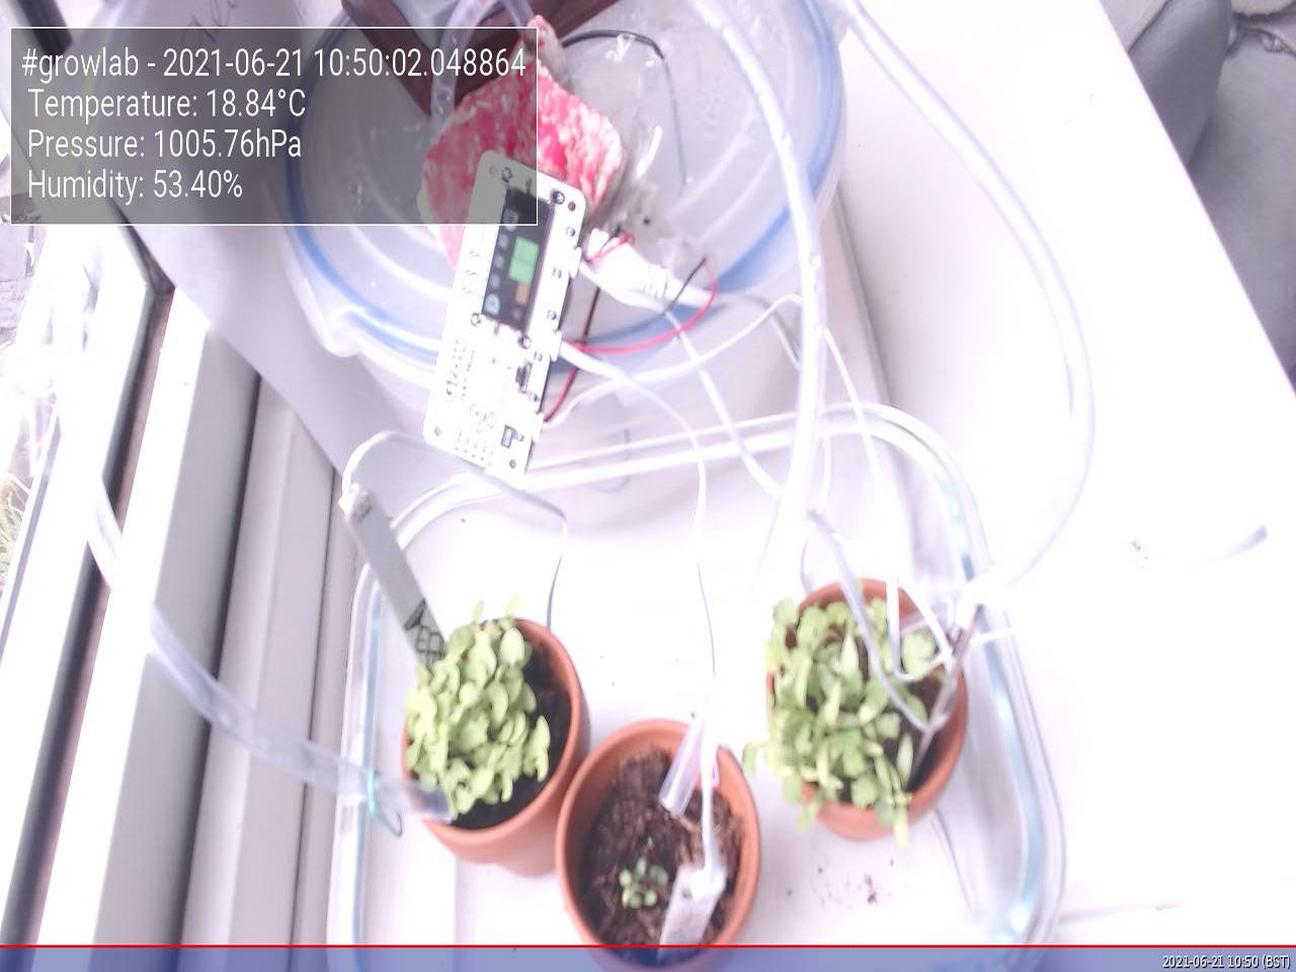 #growlab - 2021-06-21 10:50:02.048864
Temperature: 18.84°C
Pressure: 1005.76hPa
Humidity: 53.40%
2021-06-21 10:50 (BST)